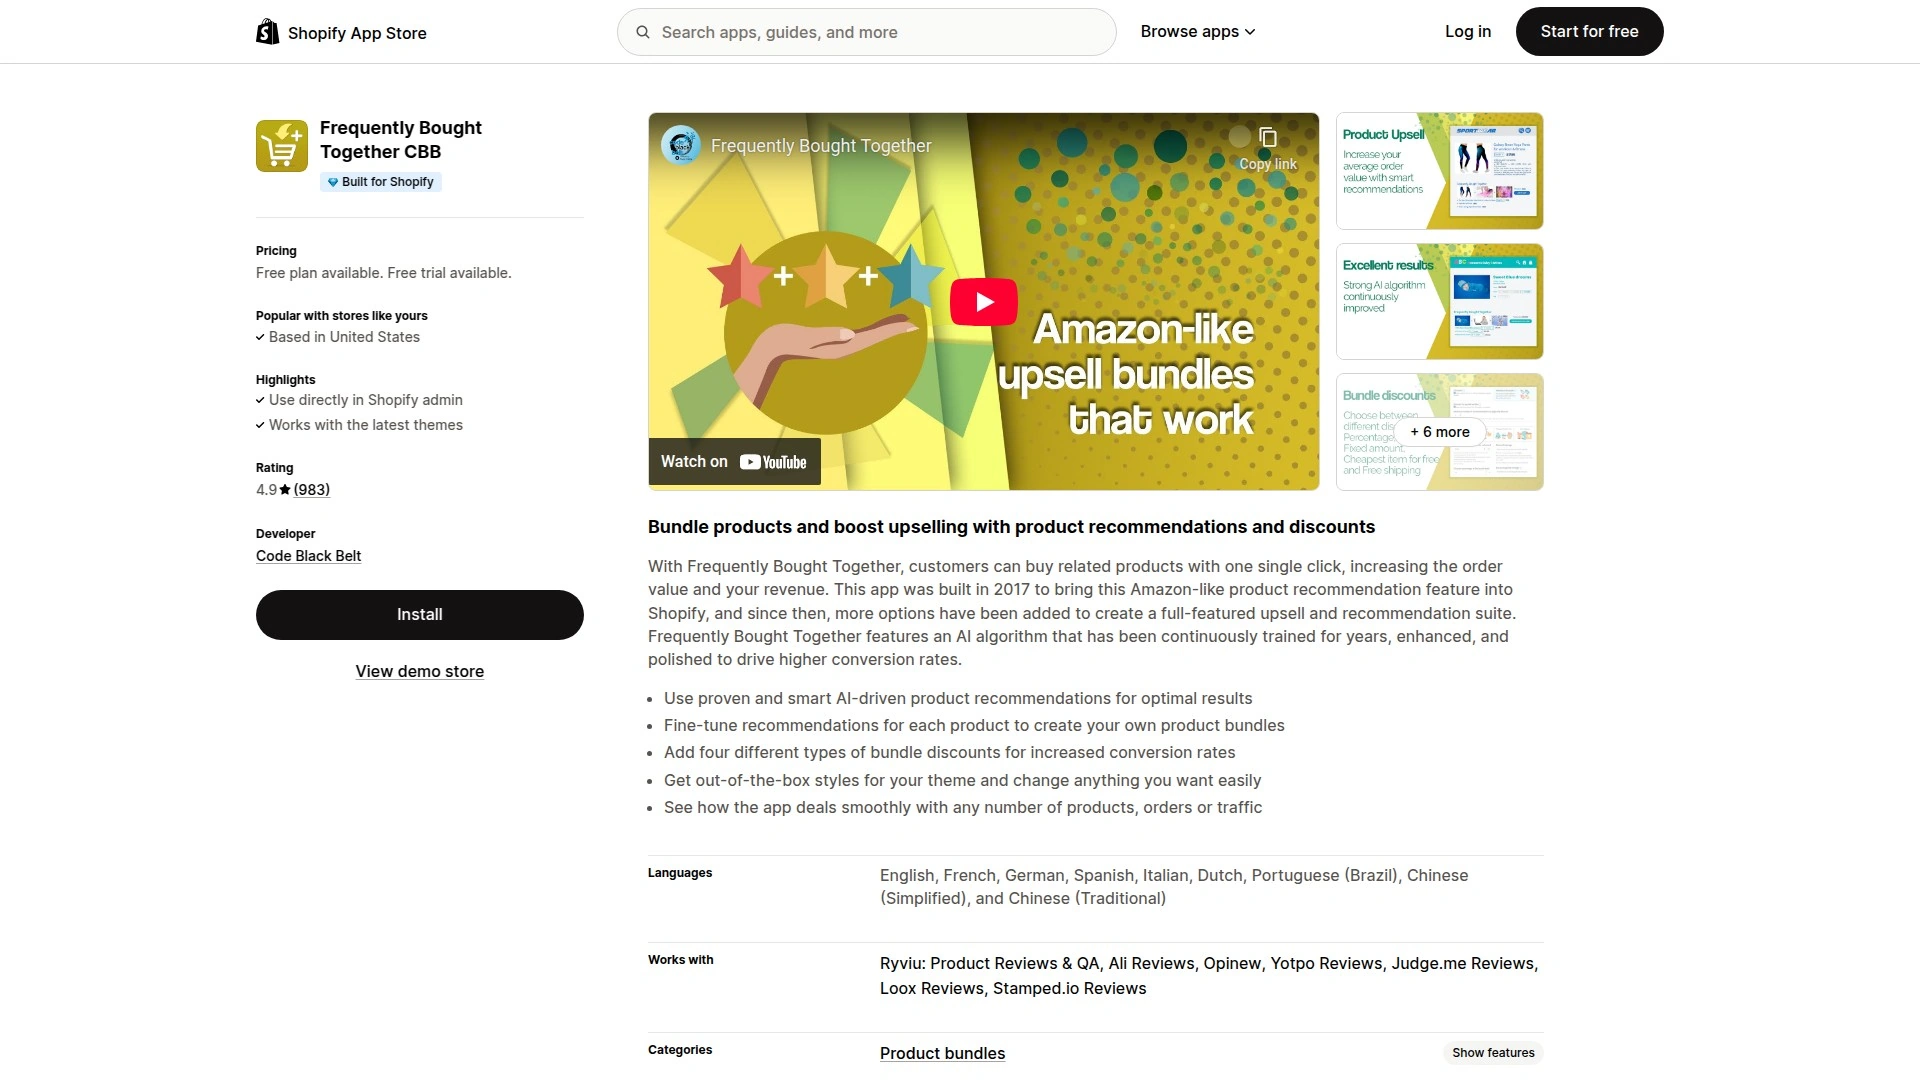 Shopify App Store
Search apps, guides, and more
Browse apps
Log in
Start for free
Frequently Bought
Together CBB
Built for Shopify
Pricing
Free plan available. Free trial available.
Popular with stores like yours
Based in United States
Highlights
Use directly in Shopify admin
Works with the latest themes
Rating
4.9 (983)
Developer
Code Black Belt
Install
View demo store
Frequently Bought Together
Copy link
Amazon-like
upsell bundles
that work
Watch on YouTube
Product Upsell
Increase your
average order
value with smart
recommendations
Excellent results
Strong AI algorithm
continuously
improved
Bundle discounts
Choose between
different
Percentage,
Fixed amount,
Cheapest item for free
and Free shipping
+ 6 more
Bundle products and boost upselling with product recommendations and discounts
With Frequently Bought Together, customers can buy related products with one single click, increasing the order
value and your revenue. This app was built in 2017 to bring this Amazon-like product recommendation feature into
Shopify, and since then, more options have been added to create a full-featured upsell and recommendation suite.
Frequently Bought Together features an AI algorithm that has been continuously trained for years, enhanced, and
polished to drive higher conversion rates.
• Use proven and smart AI-driven product recommendations for optimal results
• Fine-tune recommendations for each product to create your own product bundles
• Add four different types of bundle discounts for increased conversion rates
• Get out-of-the-box styles for your theme and change anything you want easily
• See how the app deals smoothly with any number of products, orders or traffic
Languages
English, French, German, Spanish, Italian, Dutch, Portuguese (Brazil), Chinese
(Simplified), and Chinese (Traditional)
Works with
Ryviu: Product Reviews & QA, Ali Reviews, Opinew, Yotpo Reviews, Judge.me Reviews,
Loox Reviews, Stamped.io Reviews
Categories
Product bundles
Show features